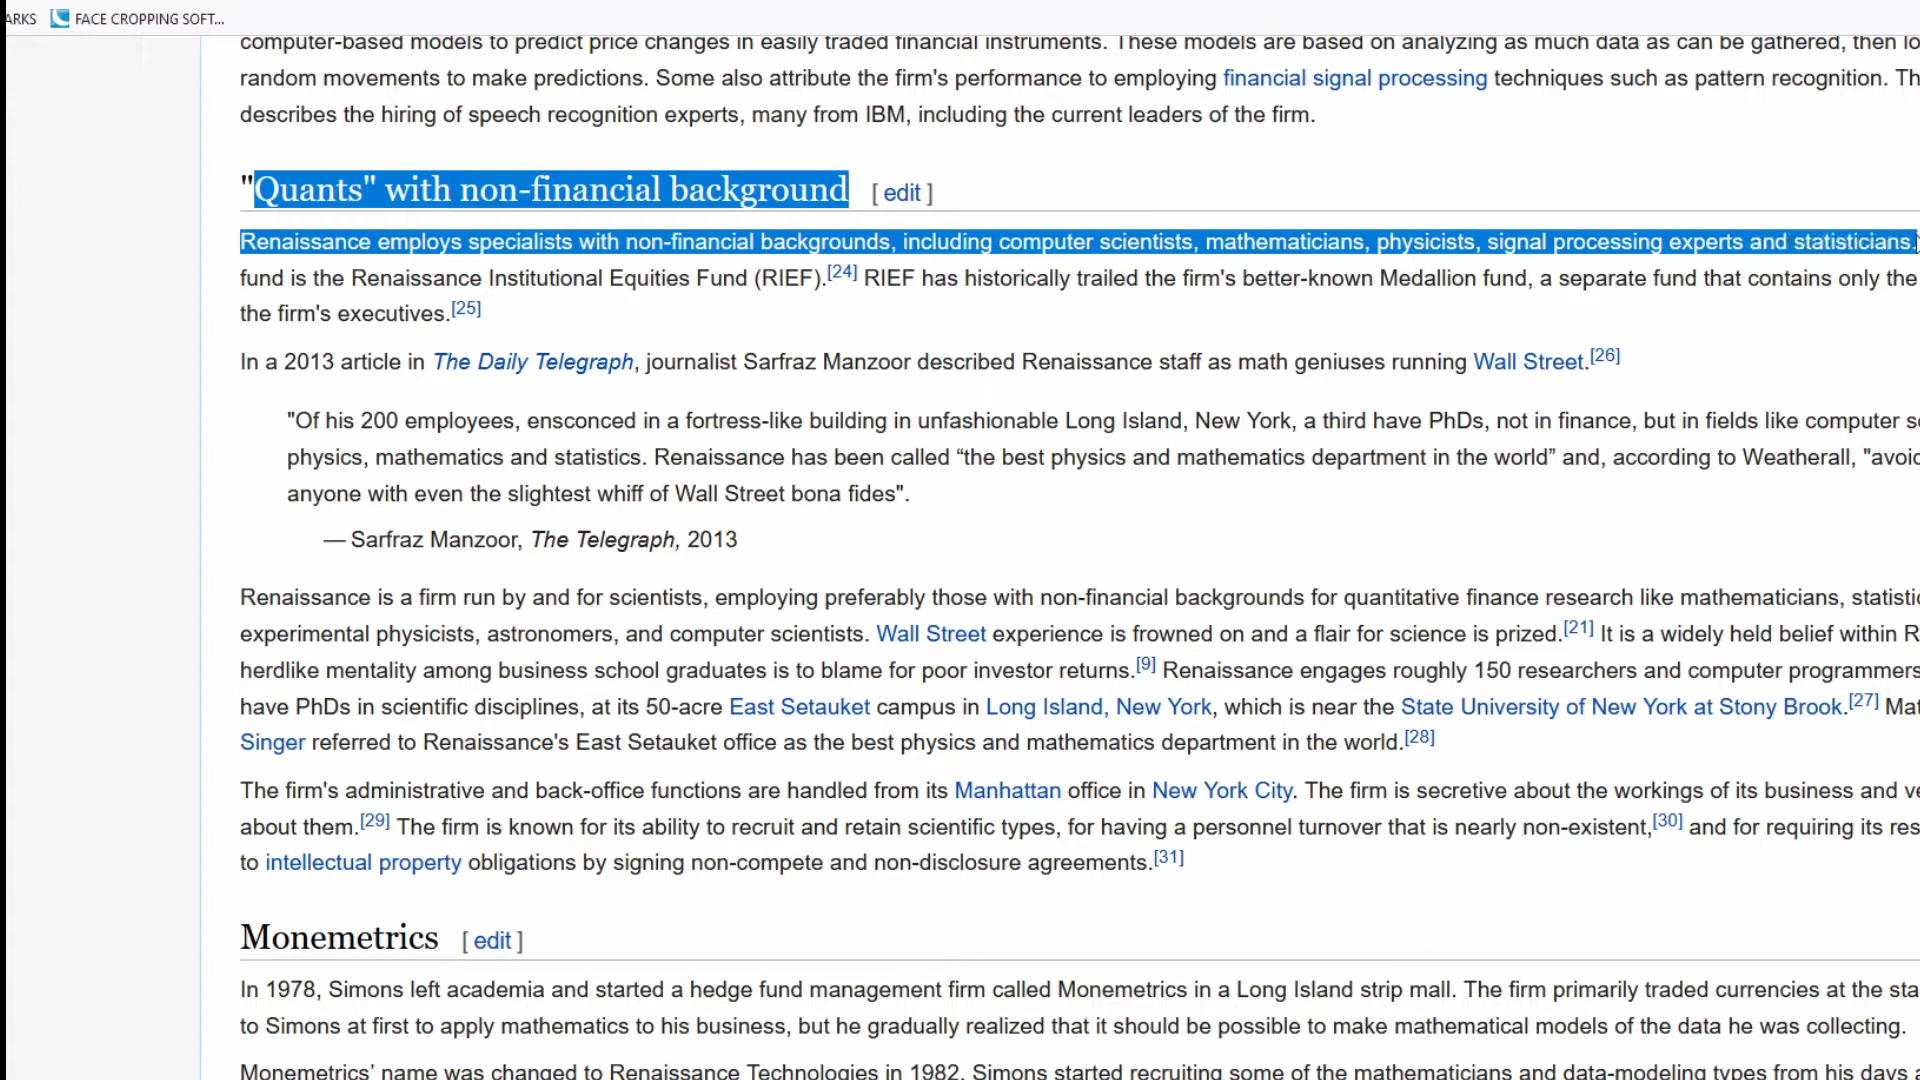 ARKS FACE CROPPING SOFT...
computer-based models to predict price changes in easily traded financial instruments. These models are based on analyzing as much data as can be gathered, then lo
random movements to make predictions. Some also attribute the firm's performance to employing financial signal processing techniques such as pattern recognition. Th
describes the hiring of speech recognition experts, many from IBM, including the current leaders of the firm.
"Quants" with non-financial background [ edit ]
Renaissance employs specialists with non-financial backgrounds, including computer scientists, mathematicians, physicists, signal processing experts and statisticians.
fund is the Renaissance Institutional Equities Fund (RIEF).[24] RIEF has historically trailed the firm's better-known Medallion fund, a separate fund that contains only the
the firm's executives.[25]
In a 2013 article in The Daily Telegraph, journalist Sarfraz Manzoor described Renaissance staff as math geniuses running Wall Street.[26]
"Of his 200 employees, ensconced in a fortress-like building in unfashionable Long Island, New York, a third have PhDs, not in finance, but in fields like computer s
physics, mathematics and statistics. Renaissance has been called “the best physics and mathematics department in the world” and, according to Weatherall, "avoid
anyone with even the slightest whiff of Wall Street bona fides".
— Sarfraz Manzoor, The Telegraph, 2013
Renaissance is a firm run by and for scientists, employing preferably those with non-financial backgrounds for quantitative finance research like mathematicians, statistic
experimental physicists, astronomers, and computer scientists. Wall Street experience is frowned on and a flair for science is prized.[21] It is a widely held belief within R
herdlike mentality among business school graduates is to blame for poor investor returns.[9] Renaissance engages roughly 150 researchers and computer programmers
have PhDs in scientific disciplines, at its 50-acre East Setauket campus in Long Island, New York, which is near the State University of New York at Stony Brook.[27] Mat
Singer referred to Renaissance's East Setauket office as the best physics and mathematics department in the world.[28]
The firm's administrative and back-office functions are handled from its Manhattan office in New York City. The firm is secretive about the workings of its business and ve
about them.[29] The firm is known for its ability to recruit and retain scientific types, for having a personnel turnover that is nearly non-existent,[30] and for requiring its res
to intellectual property obligations by signing non-compete and non-disclosure agreements.[31]
Monemetrics [ edit ]
In 1978, Simons left academia and started a hedge fund management firm called Monemetrics in a Long Island strip mall. The firm primarily traded currencies at the sta
to Simons at first to apply mathematics to his business, but he gradually realized that it should be possible to make mathematical models of the data he was collecting.
Monemetrics’ name was changed to Renaissance Technologies in 1982. Simons started recruiting some of the mathematicians and data-modeling types from his days a